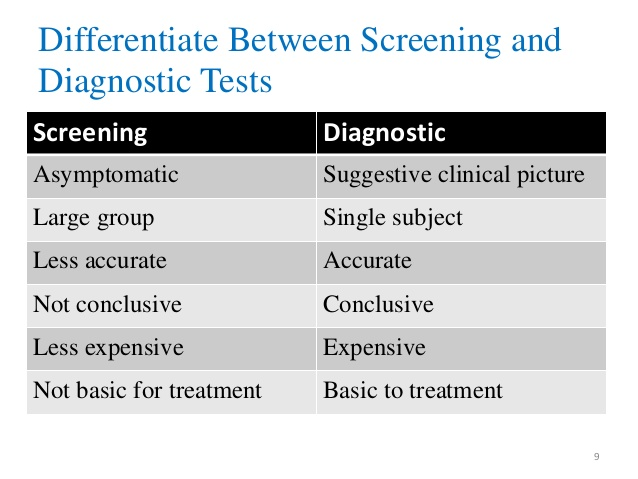 Differentiate Between Screening and
Diagnostic Tests
Screening Diagnostic
Asymptomatic Suggestive clinical picture
Large group Single subject
Less accurate Accurate
Not conclusive Conclusive
Less expensive Expensive
Not basic for treatment Basic to treatment
9